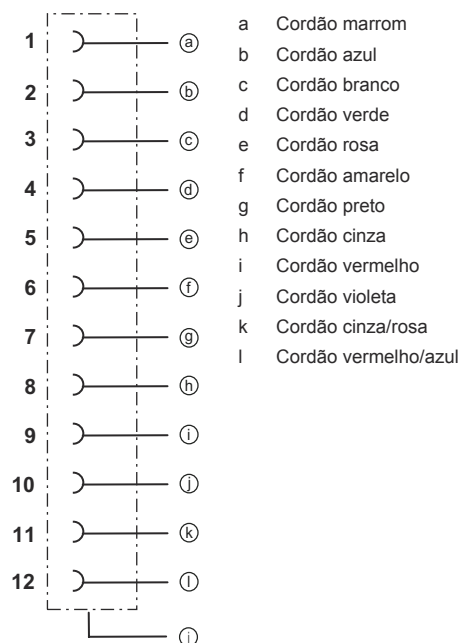 1 a
2 b
3 c
4 d
5 e
6 f
7 g
8 h
9 i
10 j
11 k
12 l
i
a Cordão marrom
b Cordão azul
c Cordão branco
d Cordão verde
e Cordão rosa
f Cordão amarelo
g Cordão preto
h Cordão cinza
i Cordão vermelho
j Cordão violeta
k Cordão cinza/rosa
l Cordão vermelho/azul